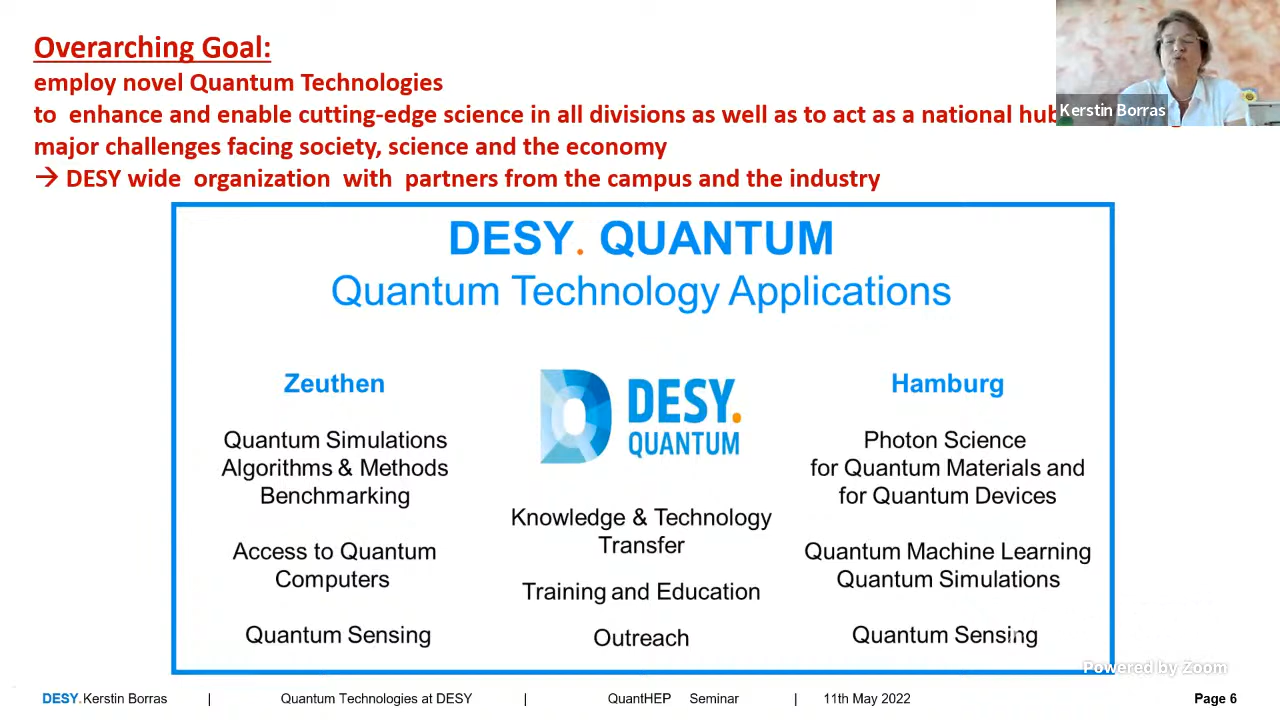 Overarching Goal:
employ novel Quantum Technologies
to enhance and enable cutting-edge science in all divisions as well as to act as a national hub
major challenges facing society, science and the economy
→ DESY wide organization with partners from the campus and the industry
Kerstin Borras
DESY. QUANTUM
Quantum Technology Applications
Zeuthen
Quantum Simulations
Algorithms & Methods
Benchmarking
Access to Quantum
Computers
Quantum Sensing
DESY.
QUANTUM
Knowledge & Technology
Transfer
Training and Education
Outreach
Hamburg
Photon Science
for Quantum Materials and
for Quantum Devices
Quantum Machine Learning
Quantum Simulations
Quantum Sensing
Powered by Zoom
DESY. Kerstin Borras | Quantum Technologies at DESY | QuantHEP Seminar | 11th May 2022 Page 6